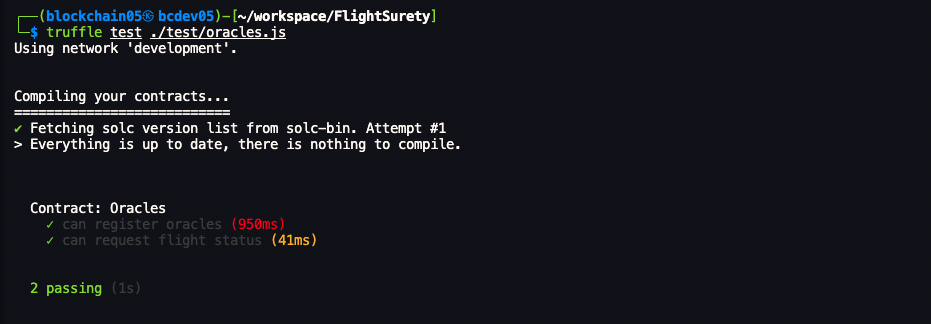 ┌──(blockchain05㉿ bcdev05)-[~/workspace/FlightSurety]
└─$ truffle test ./test/oracles.js
Using network 'development'.
Compiling your contracts...
===========================
✔ Fetching solc version list from solc-bin. Attempt #1
> Everything is up to date, there is nothing to compile.
Contract: Oracles
✓ can register oracles (950ms)
✓ can request flight status (41ms)
2 passing (1s)